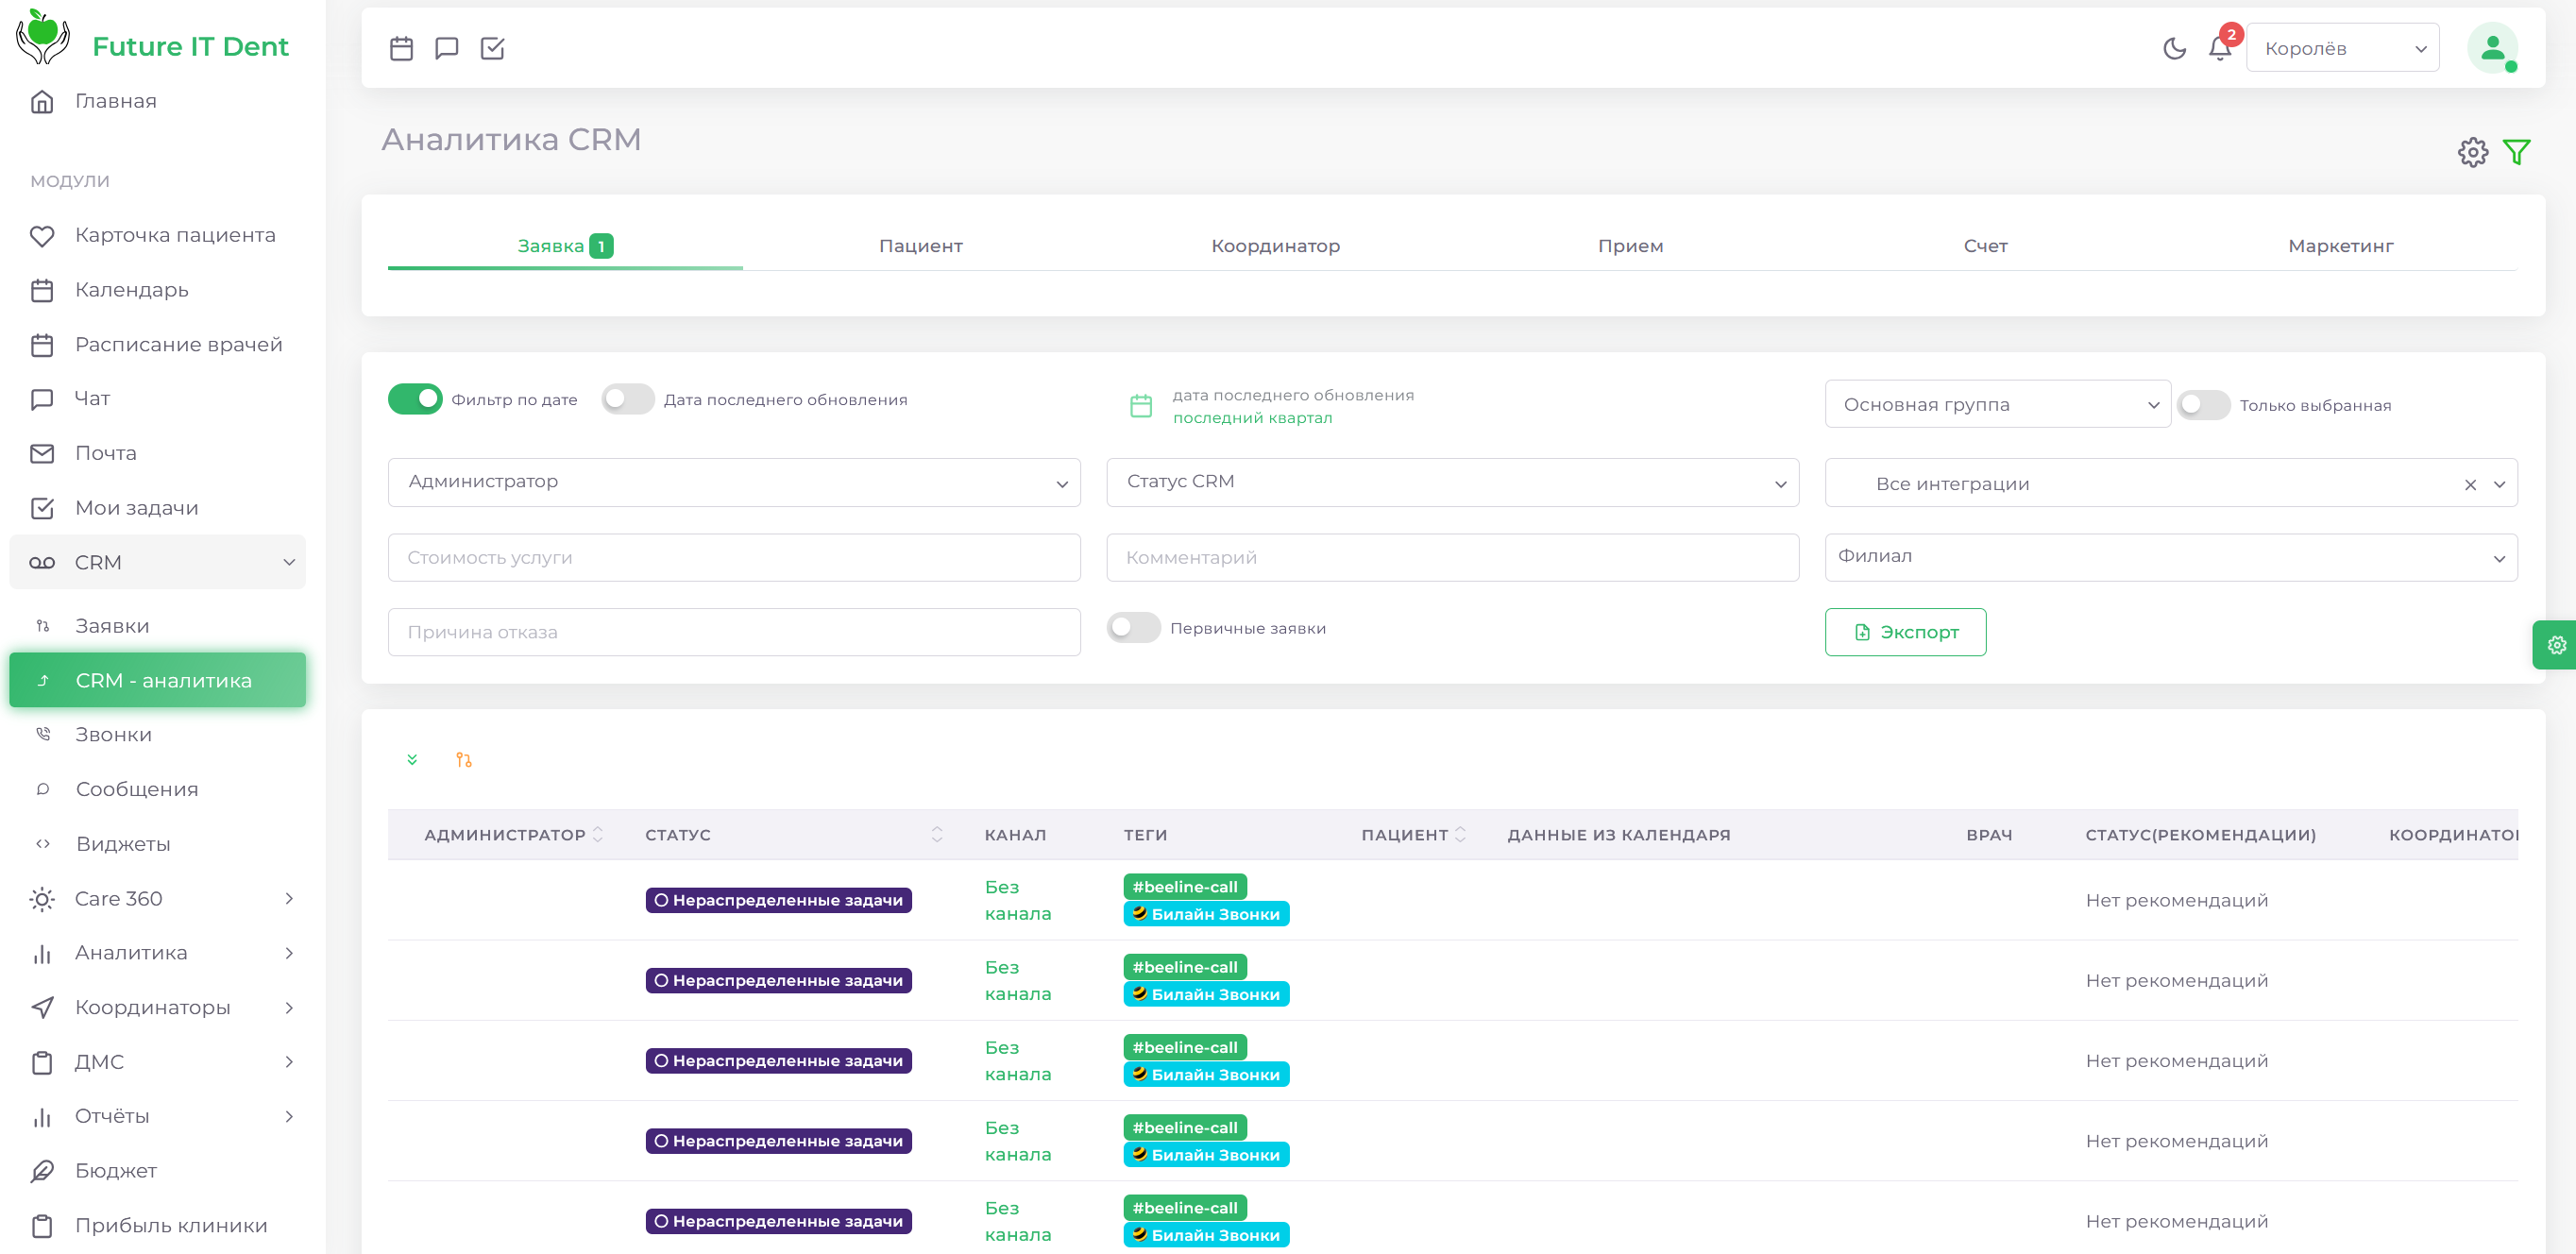 Future IT Dent
Главная
МОДУЛИ
Карточка пациента
Календарь
Расписание врачей
Чат
Почта
Мои задачи
CRM
Заявки
CRM - аналитика
Звонки
Сообщения
Виджеты
Care 360
Аналитика
Координаторы
ДМС
Отчёты
Бюджет
Прибыль клиники
2
Королёв
Аналитика CRM
Заявка 1 Пациент Координатор Прием Счет Маркетинг
Фильтр по дате Дата последнего обновления
дата последнего обновления
последний квартал
Основная группа Только выбранная
Администратор Статус CRM Все интеграции
Стоимость услуги Комментарий Филиал
Причина отказа Первичные заявки Экспорт
АДМИНИСТРАТОР СТАТУС КАНАЛ ТЕГИ ПАЦИЕНТ ДАННЫЕ ИЗ КАЛЕНДАРЯ ВРАЧ СТАТУС(РЕКОМЕНДАЦИИ) КООРДИНАТО
Нераспределенные задачи Без канала #beeline-call Билайн Звонки Нет рекомендаций
Нераспределенные задачи Без канала #beeline-call Билайн Звонки Нет рекомендаций
Нераспределенные задачи Без канала #beeline-call Билайн Звонки Нет рекомендаций
Нераспределенные задачи Без канала #beeline-call Билайн Звонки Нет рекомендаций
Нераспределенные задачи Без канала #beeline-call Билайн Звонки Нет рекомендаций